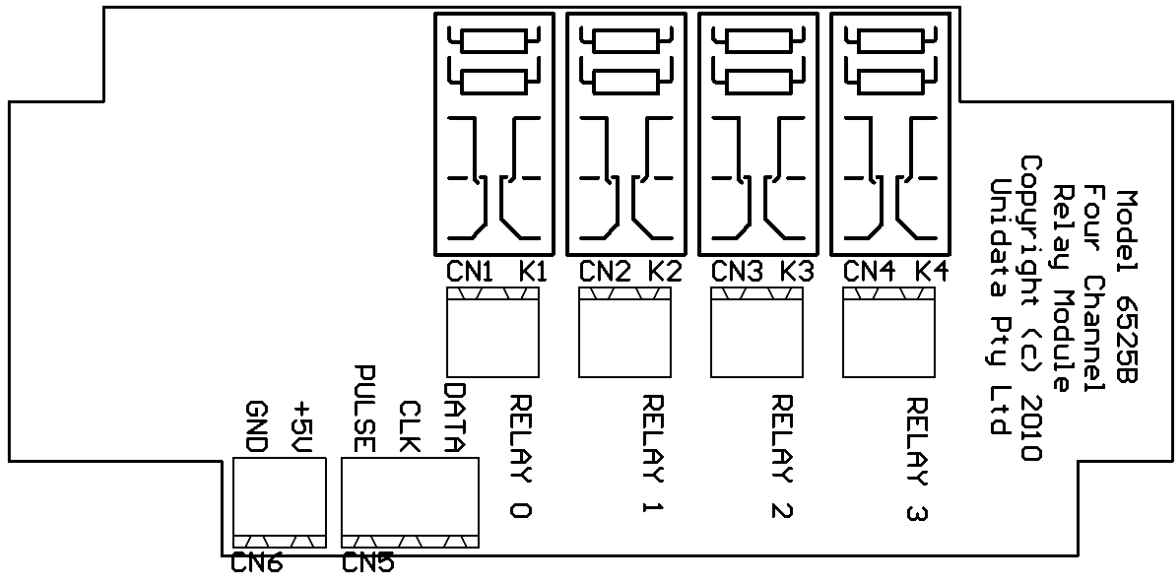 CN1 K1
CN2 K2
CN3 K3
CN4 K4
Model 6525B
Four Channel
Relay Module
Copyright (c) 2010
Unidata Pty Ltd
GND
+5V
PULSE
CLK
DATA
RELAY 0
RELAY 1
RELAY 2
RELAY 3
CN6
CN5